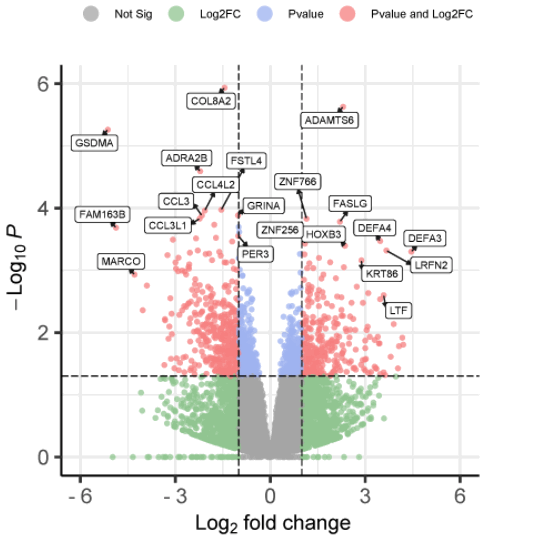 Not Sig Log2FC Pvalue Pvalue and Log2FC
6
COL8A2
ADAMTS6
GSDMA
ADRA2B
FSTL4
CCL4L2
ZNF766
CCL3
GRINA
FASLG
4
FAM163B
CCL3L1
ZNF256
HOXB3
DEFA4
DEFA3
PER3
MARCO
KRT86
LRFN2
LTF
2
0
-6 -3 0 3 6
Log2 fold change
−Log10 P